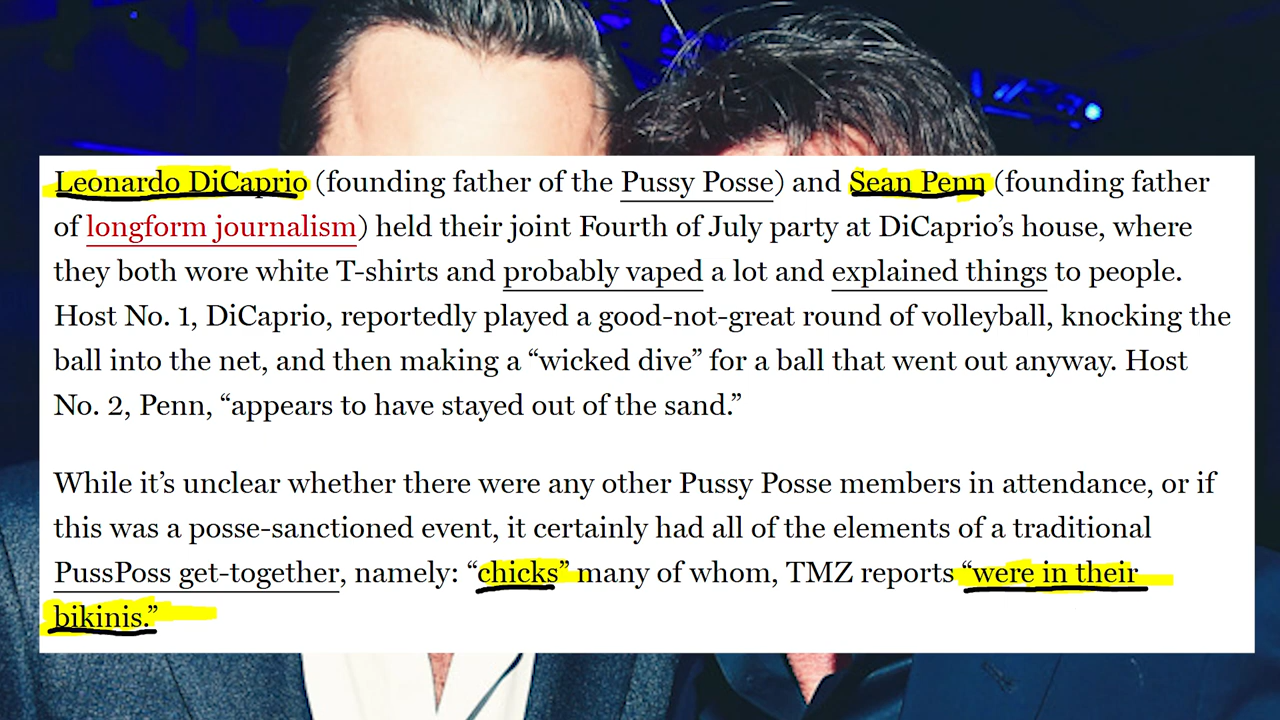 Leonardo DiCaprio (founding father of the Pussy Posse) and Sean Penn (founding father
of longform journalism) held their joint Fourth of July party at DiCaprio’s house, where
they both wore white T-shirts and probably vaped a lot and explained things to people.
Host No. 1, DiCaprio, reportedly played a good-not-great round of volleyball, knocking the
ball into the net, and then making a “wicked dive” for a ball that went out anyway. Host
No. 2, Penn, “appears to have stayed out of the sand.”
While it’s unclear whether there were any other Pussy Posse members in attendance, or if
this was a posse-sanctioned event, it certainly had all of the elements of a traditional
PussPoss get-together, namely: “chicks” many of whom, TMZ reports “were in their
bikinis.”